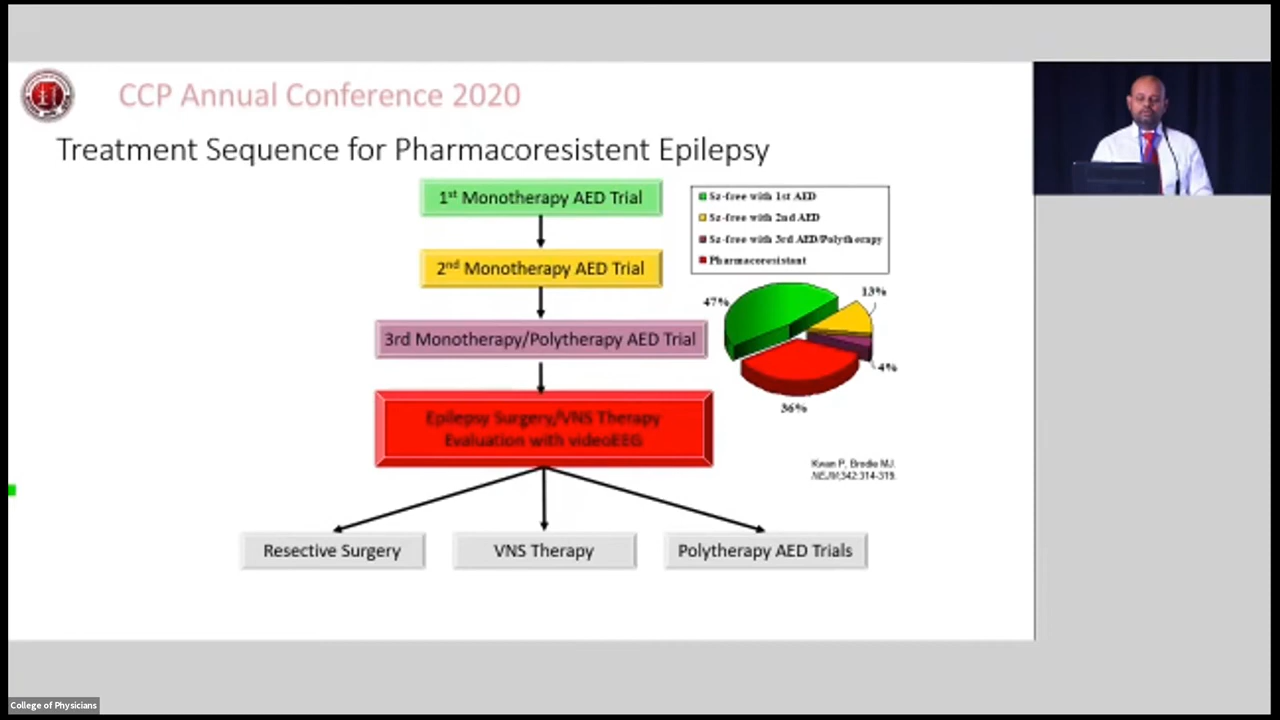 CCP Annual Conference 2020
Treatment Sequence for Pharmacoresistent Epilepsy
1st Monotherapy AED Trial
2nd Monotherapy AED Trial
3rd Monotherapy/Polytherapy AED Trial
Epilepsy Surgery/VNS Therapy
Evaluation with videoEEG
Resective Surgery
VNS Therapy
Polytherapy AED Trials
Sz-free with 1st AED
Sz-free with 2nd AED
Sz-free with 3rd AED/Polytherapy
Pharmacoresistant
47%
13%
4%
36%
Kwan P, Brodie MJ.
NEJM;342:314-319.
College of Physicians